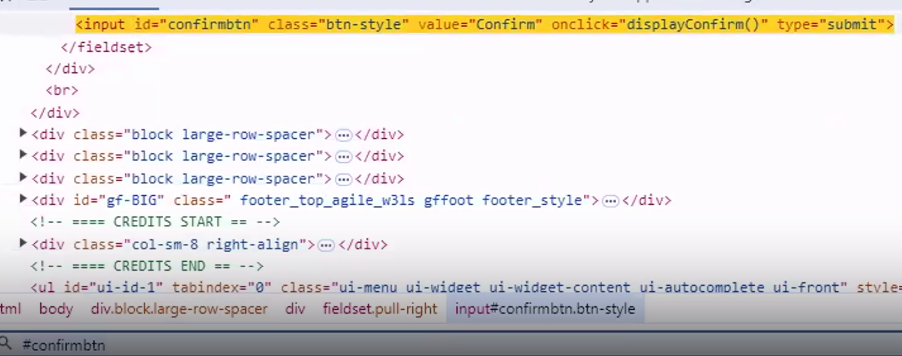 <input id="confirmbtn" class="btn-style" value="Confirm" onclick="displayConfirm()" type="submit">
</fieldset>
</div>
<br>
</div>
<div class="block large-row-spacer">…</div>
<div class="block large-row-spacer">…</div>
<div class="block large-row-spacer">…</div>
<div id="gf-BIG" class=" footer_top_agile_w3ls gffoot footer_style">…</div>
<!-- ==== CREDITS START == -->
<div class="col-sm-8 right-align">…</div>
<!-- ==== CREDITS END == -->
<ul id="ui-id-1" tabindex="0" class="ui-menu ui-widget ui-widget-content ui-autocomplete ui-front" style=
tml body div.block.large-row-spacer div fieldset.pull-right input#confirmbtn.btn-style
#confirmbtn